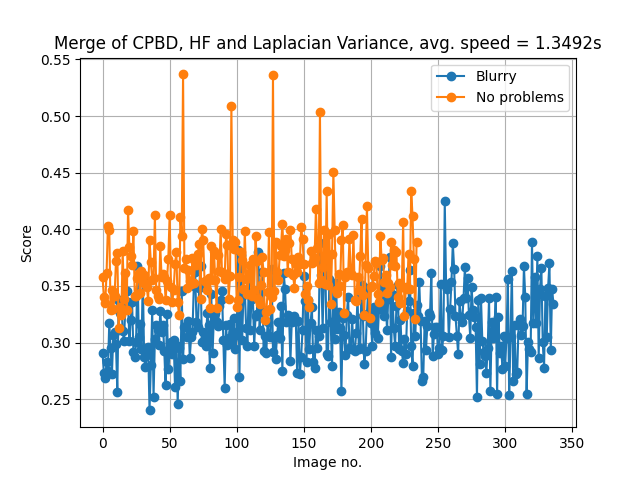 Merge of CPBD, HF and Laplacian Variance, avg. speed = 1.3492s
Blurry
No problems
Score
0.55
0.50
0.45
0.40
0.35
0.30
0.25
0 50 100 150 200 250 300 350
Image no.